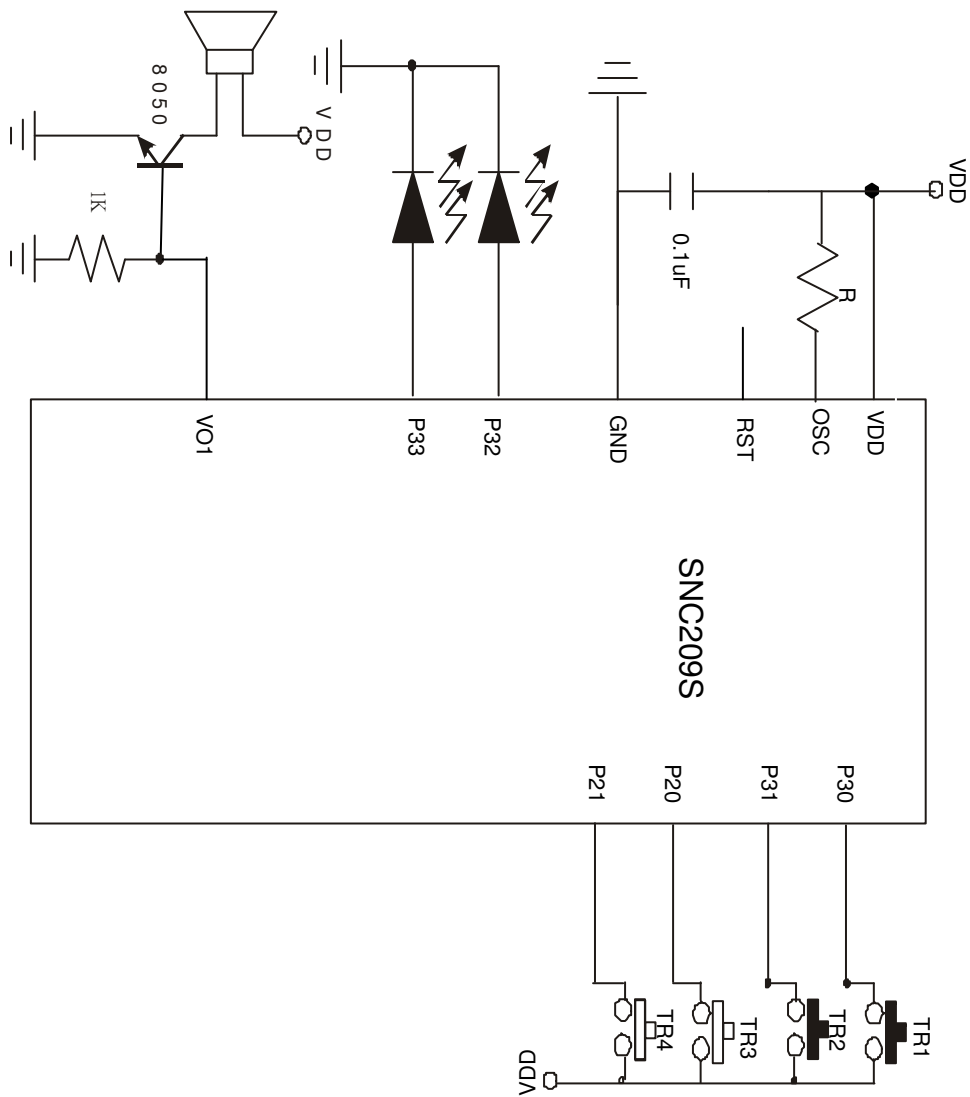 VDD
VDD
OSC
R
RST
0.1uF
GND
P32
P33
VDD
8050
1K
VO1
SNC209S
P30
P31
P20
P21
TR1
TR2
TR3
TR4
VDD